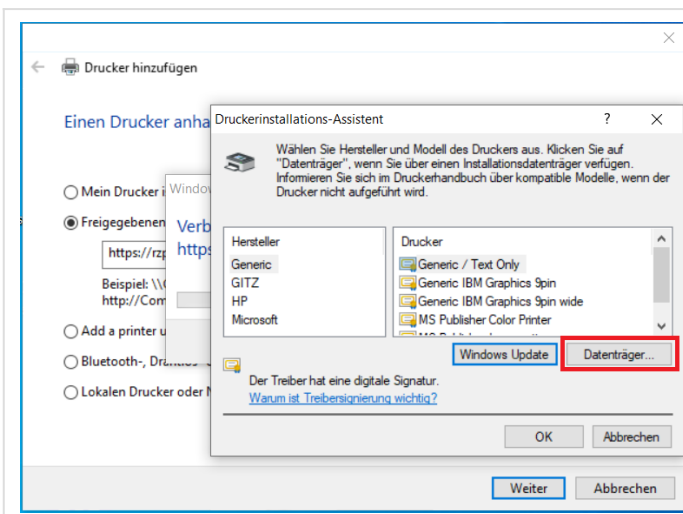 Drucker hinzufügen
Einen Drucker anha
Mein Drucker i
Freigegebenen
https://rzp
Beispiel: \\
http://Com
Add a printer u
Bluetooth-,
Lokalen Drucker oder
Window
Verb
https
Druckerinstallations-Assistent
?
Wählen Sie Hersteller und Modell des Druckers aus. Klicken Sie auf
"Datenträger", wenn Sie über einen Installationsdatenträger verfügen.
Informieren Sie sich im Druckerhandbuch über kompatible Modelle, wenn der
Drucker nicht aufgeführt wird.
Hersteller
Generic
GITZ
HP
Microsoft
Drucker
Generic / Text Only
Generic IBM Graphics 9pin
Generic IBM Graphics 9pin wide
MS Publisher Color Printer
Windows Update
Datenträger...
Der Treiber hat eine digitale Signatur.
Warum ist Treibersignierung wichtig?
OK
Abbrechen
Weiter
Abbrechen